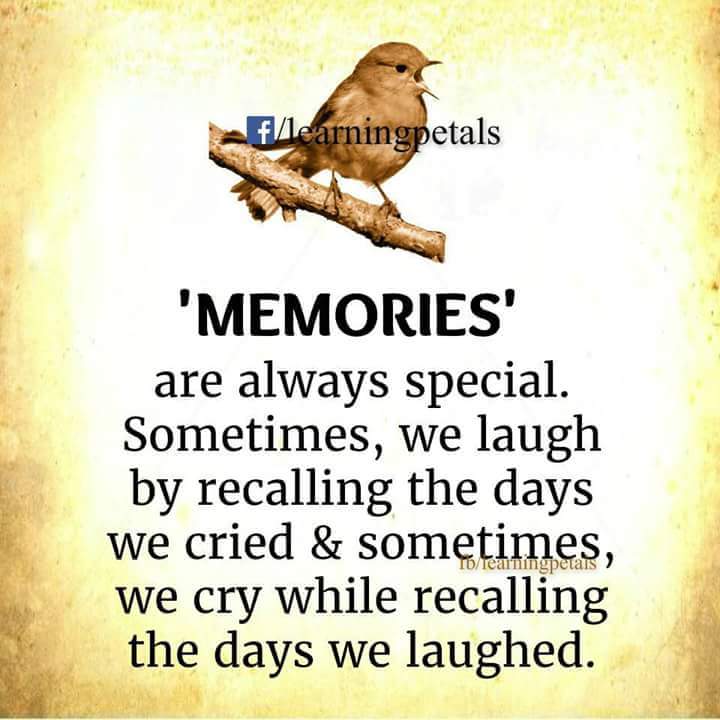 f/learningpetals
'MEMORIES'
are always special.
Sometimes, we laugh
by recalling the days
we cried & sometimes,
fb/learningpetals
we cry while recalling
the days we laughed.